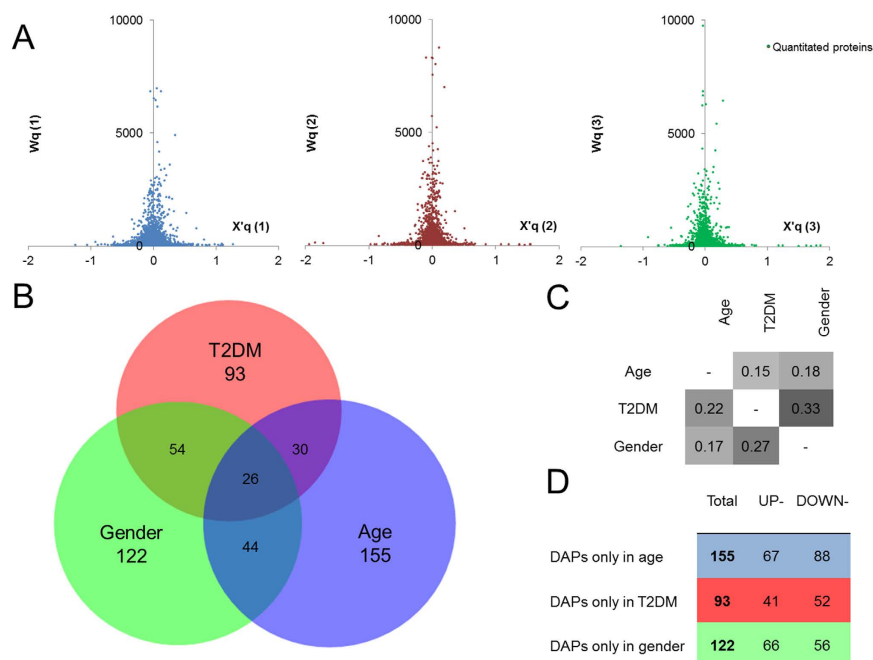 A
10000
5000
0
Wq (1)
X'q (1)
-2
-1
0
1
2
10000
5000
0
Wq (2)
X'q (2)
-2
-1
0
1
2
10000
5000
0
Wq (3)
X'q (3)
-2
-1
0
1
2
Quantitated proteins
B
T2DM
93
54
30
26
Gender
122
44
Age
155
C
Age
T2DM
Gender
Age - 0.15 0.18
T2DM 0.22 - 0.33
Gender 0.17 0.27 -
D
Total UP- DOWN-
DAPs only in age 155 67 88
DAPs only in T2DM 93 41 52
DAPs only in gender 122 66 56